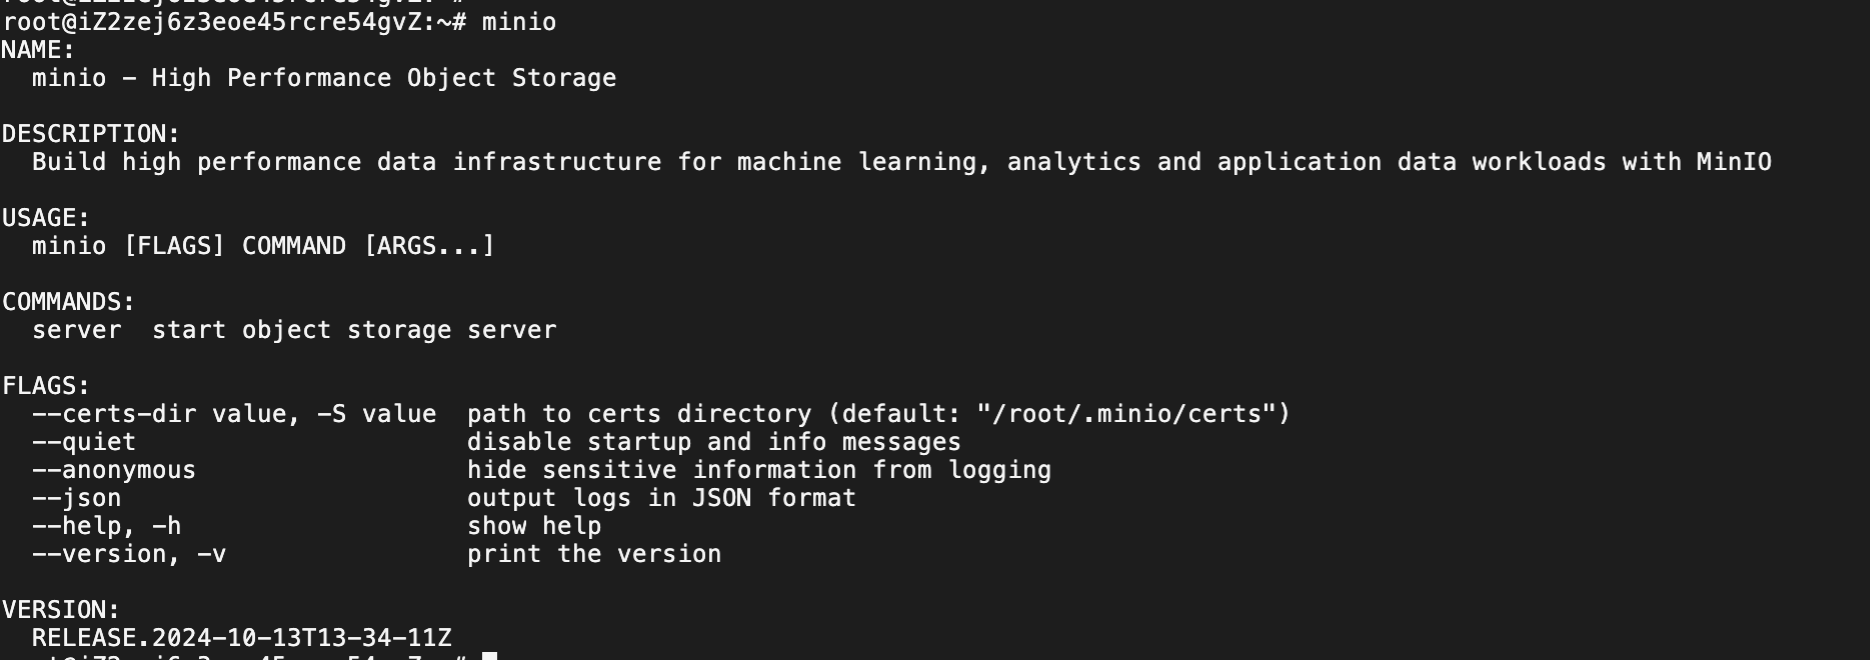 root@iZ2zej6z3eoe45rcre54gvZ:~# minio
NAME:
  minio - High Performance Object Storage

DESCRIPTION:
  Build high performance data infrastructure for machine learning, analytics and application data workloads with MinIO

USAGE:
  minio [FLAGS] COMMAND [ARGS...]

COMMANDS:
  server  start object storage server

FLAGS:
  --certs-dir value, -S value  path to certs directory (default: "/root/.minio/certs")
  --quiet                      disable startup and info messages
  --anonymous                  hide sensitive information from logging
  --json                       output logs in JSON format
  --help, -h                   show help
  --version, -v                print the version

VERSION:
  RELEASE.2024-10-13T13-34-11Z